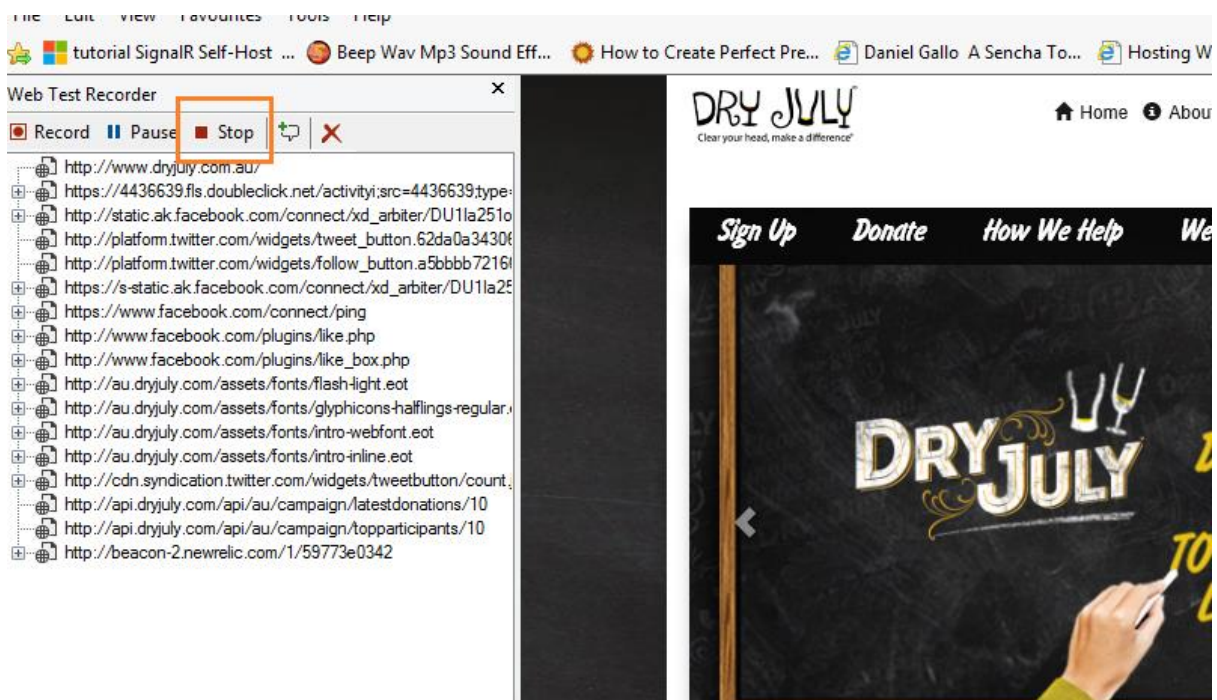 File Edit View Favourites Tools Help
tutorial SignalR Self-Host ... Beep Wav Mp3 Sound Eff... How to Create Perfect Pre... Daniel Gallo A Sencha To... Hosting W
Web Test Recorder ×
Record Pause Stop
http://www.dryjuly.com.au/
https://4436639.fls.doubleclick.net/activityi;src=4436639;type=
http://static.ak.facebook.com/connect/xd_arbiter/DU1Ia251o
http://platform.twitter.com/widgets/tweet_button.62da0a34306
http://platform.twitter.com/widgets/follow_button.a5bbbb72160
https://s-static.ak.facebook.com/connect/xd_arbiter/DU1Ia25
https://www.facebook.com/connect/ping
http://www.facebook.com/plugins/like.php
http://www.facebook.com/plugins/like_box.php
http://au.dryjuly.com/assets/fonts/flash-light.eot
http://au.dryjuly.com/assets/fonts/glyphicons-halflings-regular.
http://au.dryjuly.com/assets/fonts/intro-webfont.eot
http://au.dryjuly.com/assets/fonts/intro-inline.eot
http://cdn.syndication.twitter.com/widgets/tweetbutton/count.
http://api.dryjuly.com/api/au/campaign/latestdonations/10
http://api.dryjuly.com/api/au/campaign/topparticipants/10
http://beacon-2.newrelic.com/1/59773e0342
DRY JULY
Clear your head, make a difference
Home About
Sign Up Donate How We Help We
DRY
JULY
TO